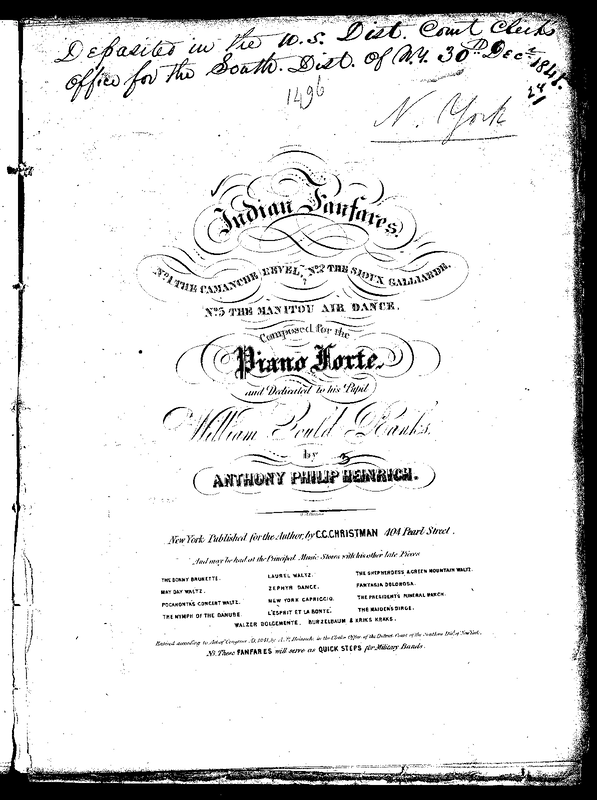 Deposited in the U.S. Dist. Court Clerks
office for the South. Dist. of N.Y. 30th Dec. 1841.
1496
N. York
Indian Fanfares.
No. 1 THE CAMANCHE REVEL, No. 2 THE SIOUX GALLIARDE,
No. 3 THE MANITOU AIR DANCE.
Composed for the
Piano Forte.
and Dedicated to his Pupil
William
by
ANTHONY PHILIP HEINRICH.
New York Published for the Author, by C.C. CHRISTMAN 404 Pearl Street.
And may be had at the Principal Music Stores with his other late Pieces
THE BONNY BRUNETTE. LAUREL WALTZ. THE SHEPHERDESS & GREEN MOUNTAIN WALTZ.
MAY DAY WALTZ. ZEPHYR DANCE. FANTASIA DOLOROSA.
POCAHONTA'S CONCERT WALTZ. NEW YORK CAPRICCIO. THE PRESIDENT'S FUNERAL MARCH.
THE NYMPH OF THE DANUBE. L'ESPRIT ET LA BONTÉ. THE MAIDEN'S DIRGE.
WALZER DOLCEMENTE. BURZELBAUM & KRIKS KRAKS.
Entered according to Act of Congress AD. 1841, by A. P. Heinrich, in the Clerks Office of the District Court of the Southern Dist. of New York.
NB. These FANFARES will serve as QUICK STEPS for Military Bands.